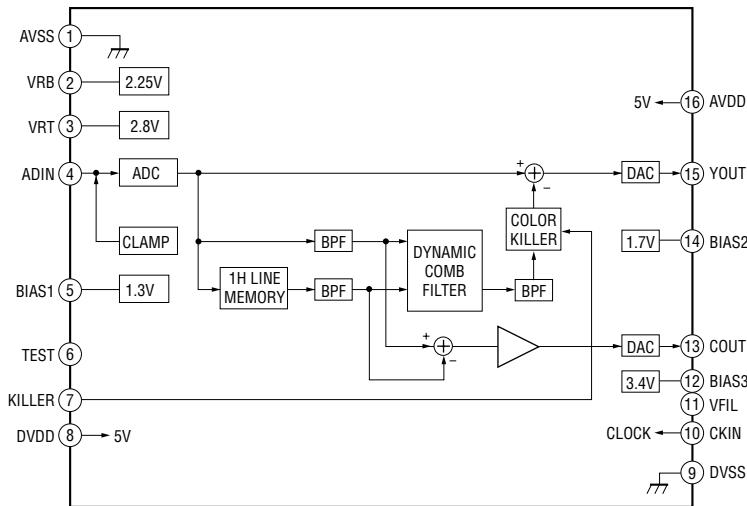 AVSS 1
VRB 2 2.25V
VRT 3 2.8V
ADIN 4 ADC
CLAMP
BIAS1 5 1.3V
TEST 6
KILLER 7
DVDD 8 5V
1H LINE
MEMORY
BPF
BPF
DYNAMIC
COMB
FILTER
BPF
COLOR
KILLER
+
−
+
−
5V 16 AVDD
DAC 15 YOUT
1.7V 14 BIAS2
DAC 13 COUT
3.4V 12 BIAS3
11 VFIL
CLOCK 10 CKIN
9 DVSS